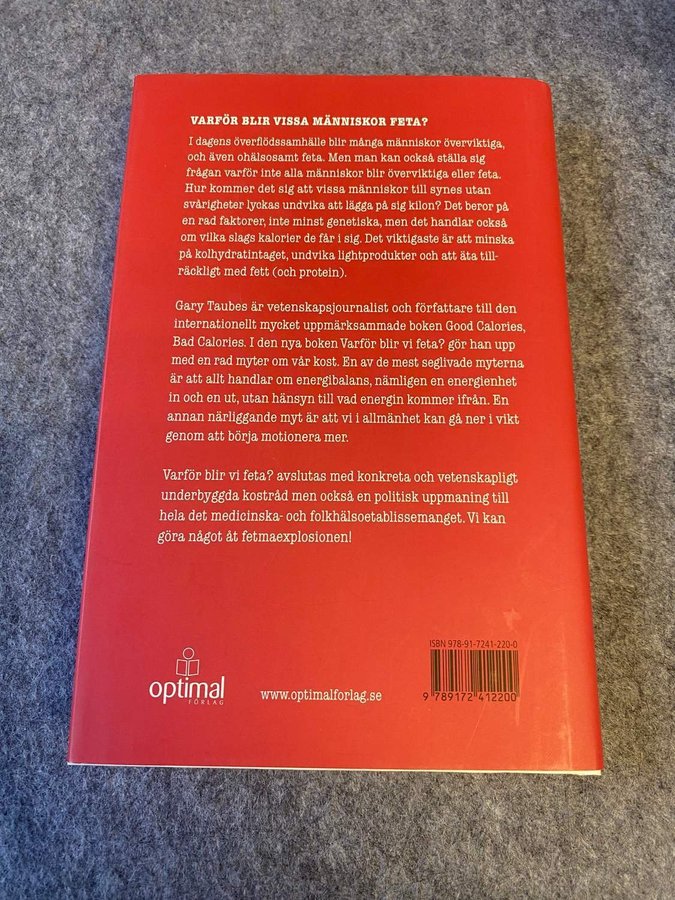 VARFÖR BLIR VISSA MÄNNISKOR FETA?
I dagens överflödssamhälle blir många människor överviktiga,
och även ohälsosamt feta. Men man kan också ställa sig
frågan varför inte alla människor blir överviktiga eller feta.
Hur kommer det sig att vissa människor till synes utan
svårigheter lyckas undvika att lägga på sig kilon? Det beror på
en rad faktorer, inte minst genetiska, men det handlar också
om vilka slags kalorier de får i sig. Det viktigaste är att minska
på kolhydratintaget, undvika lightprodukter och att äta till-
räckligt med fett (och protein).
Gary Taubes är vetenskapsjournalist och författare till den
internationellt mycket uppmärksammade boken Good Calories,
Bad Calories. I den nya boken Varför blir vi feta? gör han upp
med en rad myter om vår kost. En av de mest seglivade myterna
är att allt handlar om energibalans, nämligen en energienhet
in och en ut, utan hänsyn till vad energin kommer ifrån. En
annan närliggande myt är att vi i allmänhet kan gå ner i vikt
genom att börja motionera mer.
Varför blir vi feta? avslutas med konkreta och vetenskapligt
underbyggda kostråd men också en politisk uppmaning till
hela det medicinska- och folkhälsoetablissemanget. Vi kan
göra något åt fetmaexplosionen!
ISBN 978-91-7241-220-0
9 789172 412200
optimal
FÖRLAG
www.optimalforlag.se